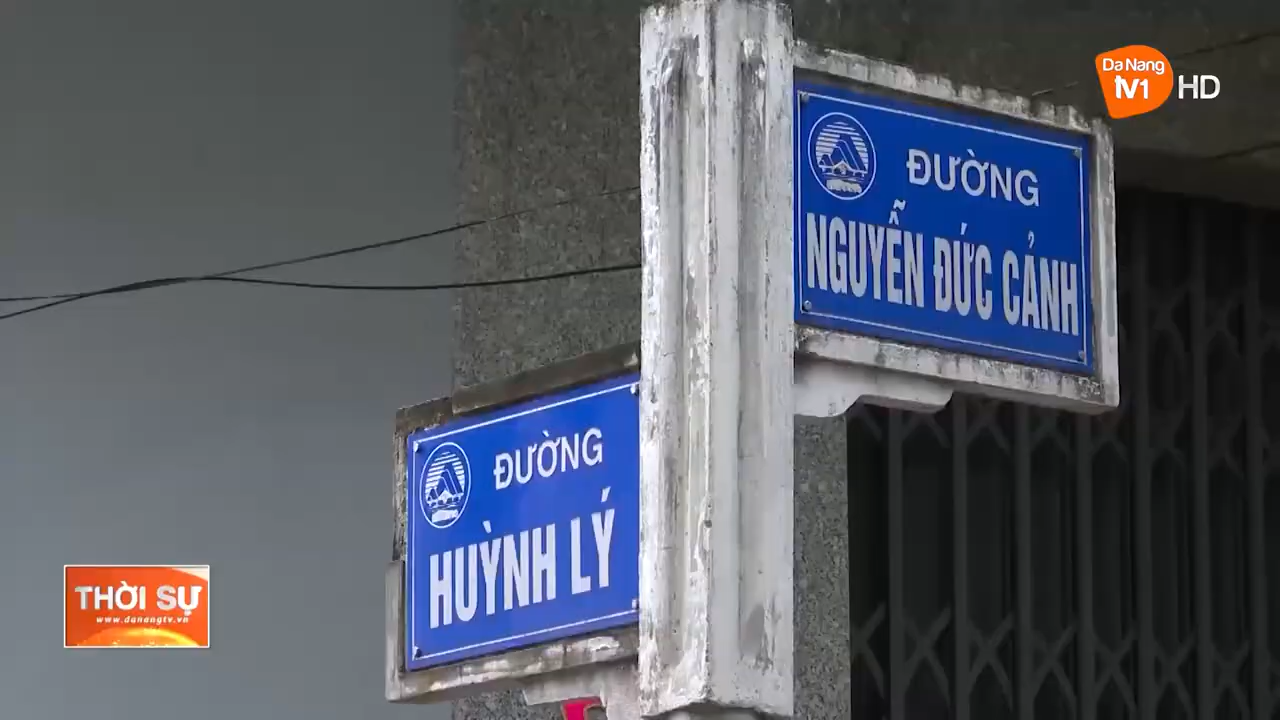 Da Nang
TV1 HD
ĐƯỜNG
NGUYỄN ĐỨC CẢNH
ĐƯỜNG
HUỲNH LÝ
THỜI SỰ
www.danangtv.vn